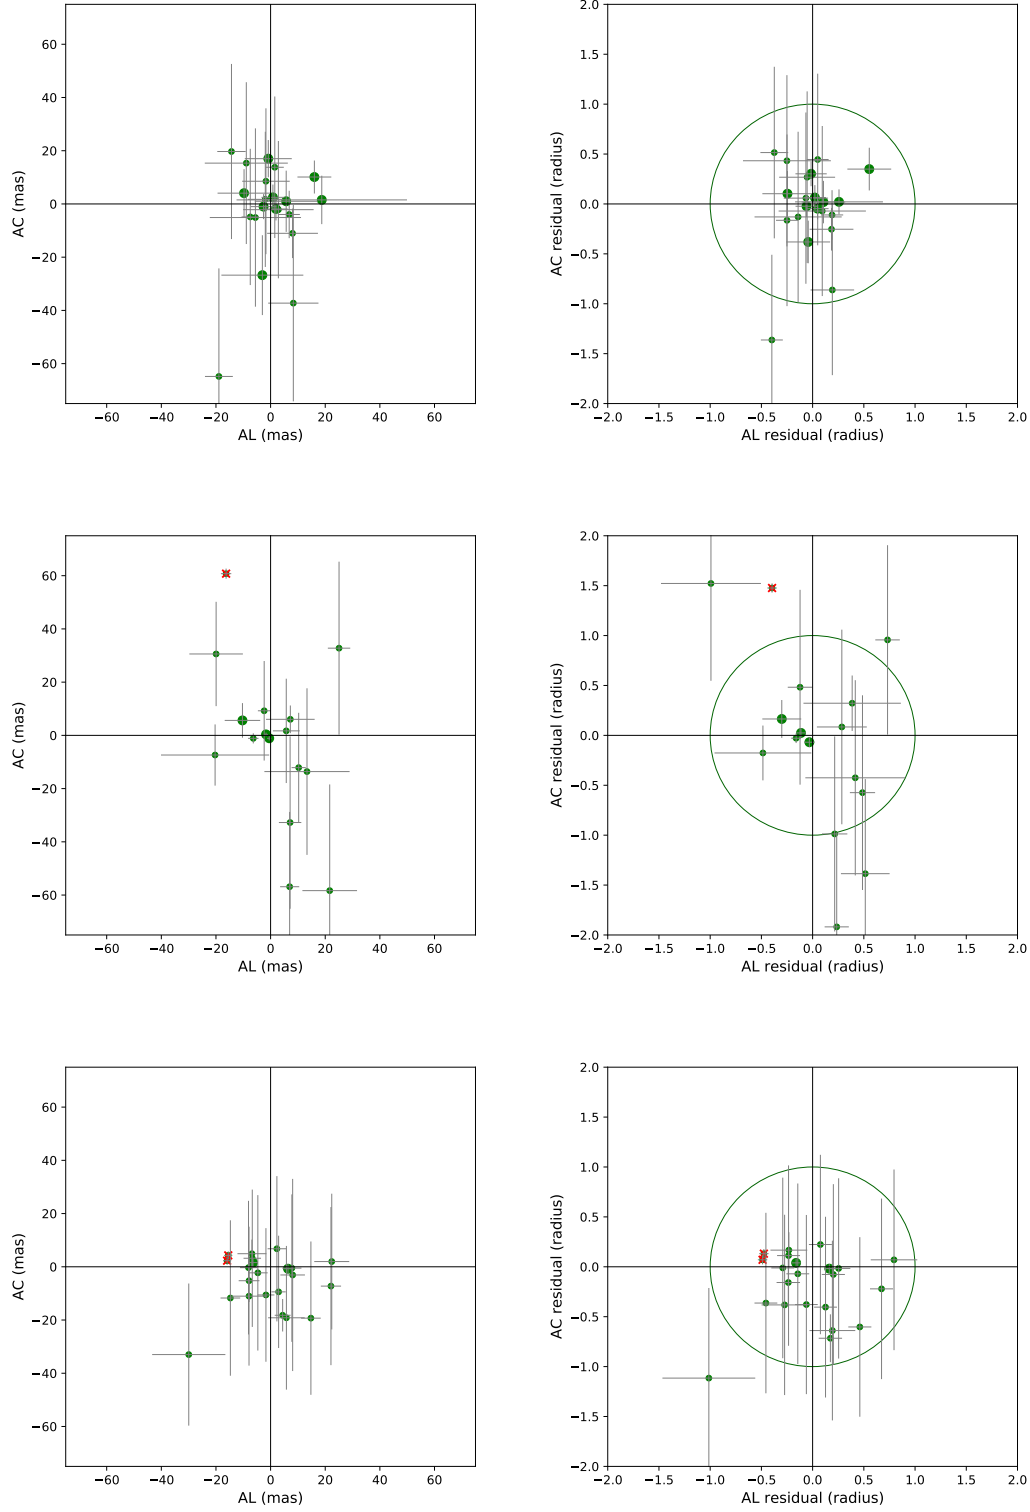 60
40
20
0
−20
−40
−60
AC (mas)
−60 −40 −20 0 20 40 60
AL (mas)
2.0
1.5
1.0
0.5
0.0
−0.5
−1.0
−1.5
−2.0
AC residual (radius)
−2.0 −1.5 −1.0 −0.5 0.0 0.5 1.0 1.5 2.0
AL residual (radius)
60
40
20
0
−20
−40
−60
AC (mas)
−60 −40 −20 0 20 40 60
AL (mas)
2.0
1.5
1.0
0.5
0.0
−0.5
−1.0
−1.5
−2.0
AC residual (radius)
−2.0 −1.5 −1.0 −0.5 0.0 0.5 1.0 1.5 2.0
AL residual (radius)
60
40
20
0
−20
−40
−60
AC (mas)
−60 −40 −20 0 20 40 60
AL (mas)
2.0
1.5
1.0
0.5
0.0
−0.5
−1.0
−1.5
−2.0
AC residual (radius)
−2.0 −1.5 −1.0 −0.5 0.0 0.5 1.0 1.5 2.0
AL residual (radius)